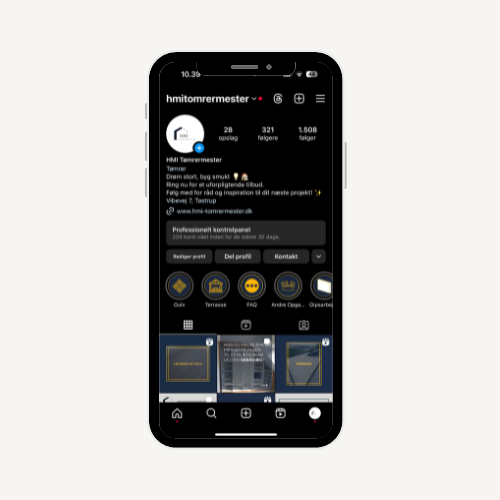 10.39
hmitomrermester
28 321 1.508
opslag følgere følger
HMI Tømrermester
Tømrer
Drøm stort, byg smukt 💡 🏠
Ring nu for et uforpligtende tilbud.
Følg med for råd og inspiration til dit næste projekt! ✨
Vibevej 7, Tastrup
www.hmi-tomrermester.dk
Professionelt kontrolpanel
234 konti nået inden for de sidste 30 dage.
Rediger profil Del profil Kontakt
Gulv Terrasse FAQ Andre Opga... Gipsarbe